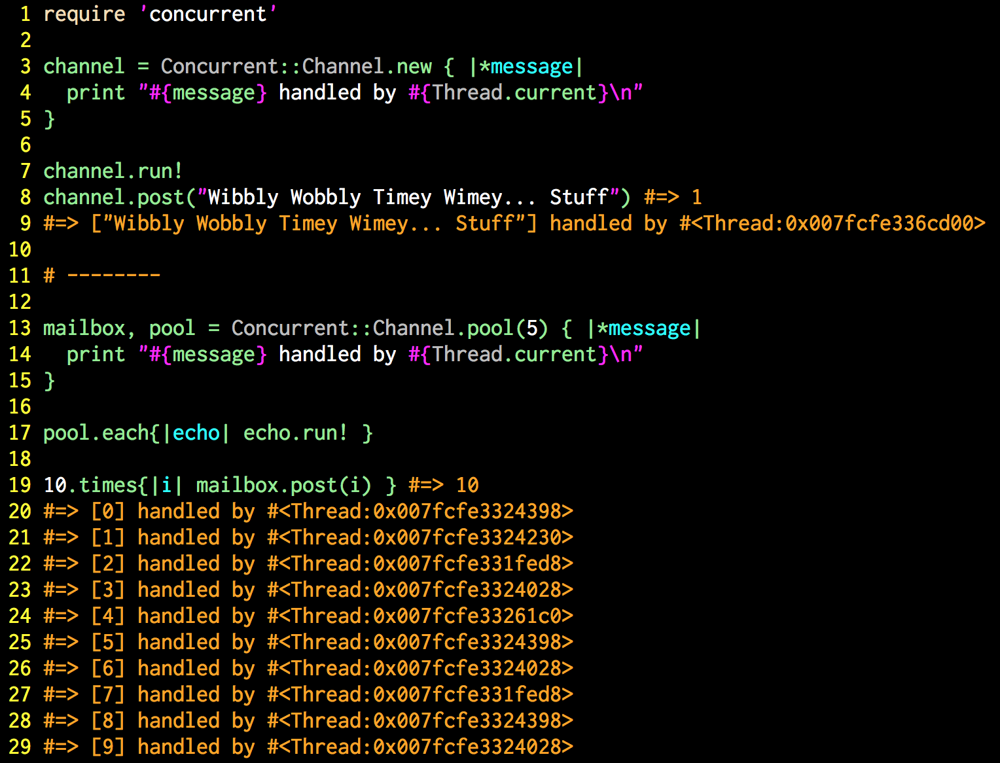 1 require 'concurrent'
2
3 channel = Concurrent::Channel.new { |*message|
4   print "#{message} handled by #{Thread.current}\n"
5 }
6
7 channel.run!
8 channel.post("Wibbly Wobbly Timey Wimey... Stuff") #=> 1
9 #=> ["Wibbly Wobbly Timey Wimey... Stuff"] handled by #<Thread:0x007fcfe336cd00>
10
11 # --------
12
13 mailbox, pool = Concurrent::Channel.pool(5) { |*message|
14   print "#{message} handled by #{Thread.current}\n"
15 }
16
17 pool.each{|echo| echo.run! }
18
19 10.times{|i| mailbox.post(i) } #=> 10
20 #=> [0] handled by #<Thread:0x007fcfe3324398>
21 #=> [1] handled by #<Thread:0x007fcfe3324230>
22 #=> [2] handled by #<Thread:0x007fcfe331fed8>
23 #=> [3] handled by #<Thread:0x007fcfe3324028>
24 #=> [4] handled by #<Thread:0x007fcfe33261c0>
25 #=> [5] handled by #<Thread:0x007fcfe3324398>
26 #=> [6] handled by #<Thread:0x007fcfe3324028>
27 #=> [7] handled by #<Thread:0x007fcfe331fed8>
28 #=> [8] handled by #<Thread:0x007fcfe3324398>
29 #=> [9] handled by #<Thread:0x007fcfe3324028>